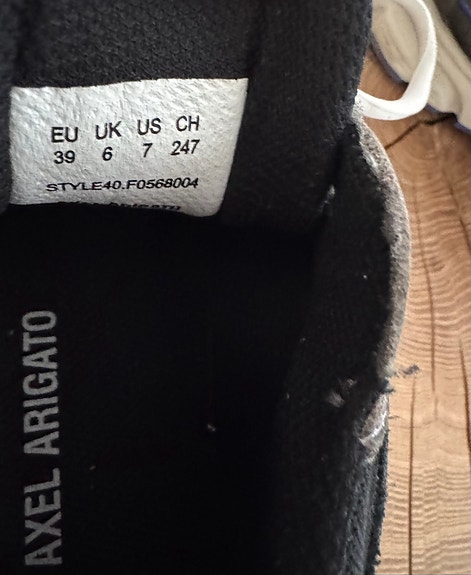 EU UK US CH
39 6 7 247
STYLE40.F0568004
AXEL ARIGATO